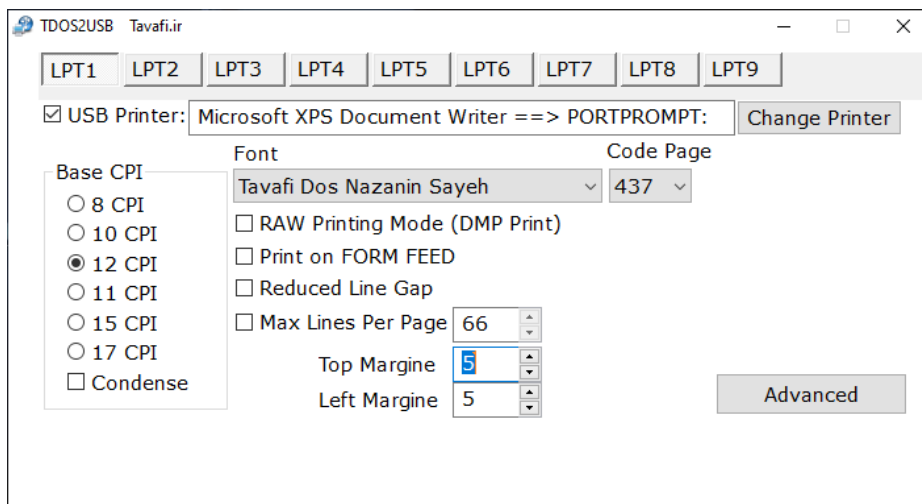 TDOS2USB Tavafi.ir
LPT1 LPT2 LPT3 LPT4 LPT5 LPT6 LPT7 LPT8 LPT9
USB Printer: Microsoft XPS Document Writer ==> PORTPROMPT: Change Printer
Font Code Page
Tavafi Dos Nazanin Sayeh 437
Base CPI
8 CPI
10 CPI
12 CPI
11 CPI
15 CPI
17 CPI
Condense
RAW Printing Mode (DMP Print)
Print on FORM FEED
Reduced Line Gap
Max Lines Per Page 66
Top Margine 5
Left Margine 5
Advanced